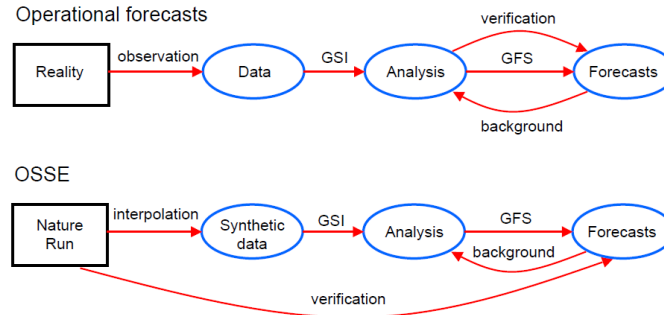 Operational forecasts
verification
observation
GSI
GFS
Reality
Data
Analysis
Forecasts
background
OSSE
interpolation
GSI
GFS
Nature
Run
Synthetic
data
Analysis
Forecasts
background
verification